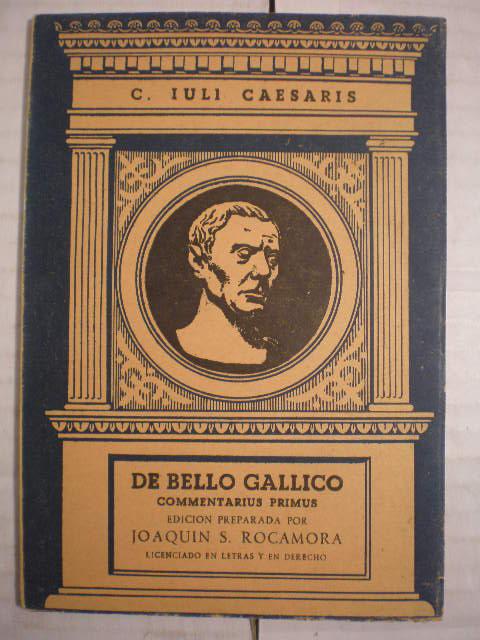 C. IULI CAESARIS
DE BELLO GALLICO
COMMENTARIUS PRIMUS
EDICION PREPARADA POR
JOAQUIN S. ROCAMORA
LICENCIADO EN LETRAS Y EN DERECHO